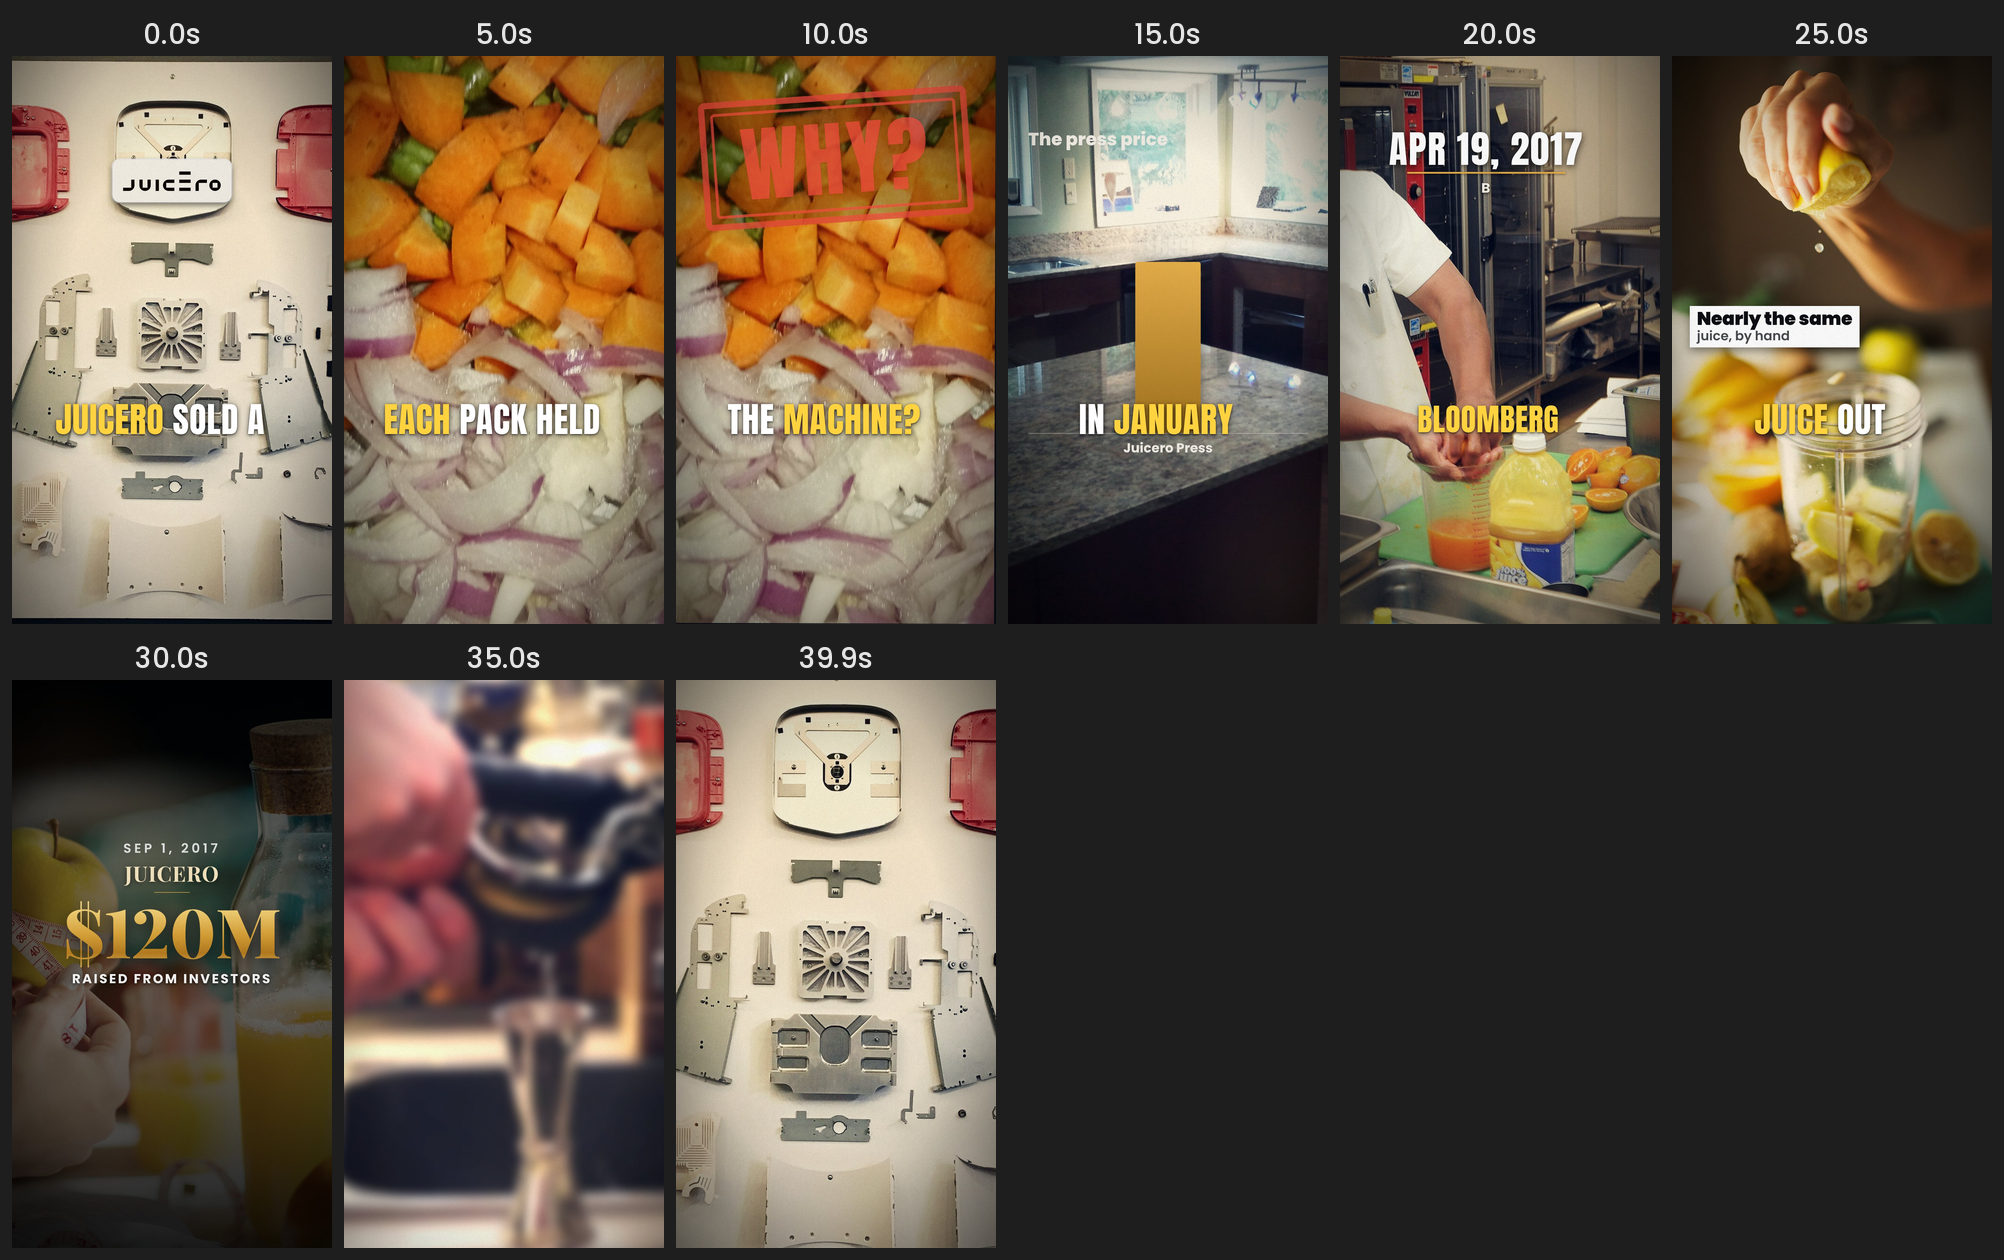 0.0s
5.0s
10.0s
15.0s
20.0s
25.0s
JUICERO
JUICERO SOLD A
EACH PACK HELD
WHY?
THE MACHINE?
The press price
IN JANUARY
Juicero Press
APR 19, 2017
B
BLOOMBERG
100%
juice
Nearly the same
juice, by hand
JUICE OUT
30.0s
35.0s
39.9s
SEP 1, 2017
JUICERO
$120M
RAISED FROM INVESTORS